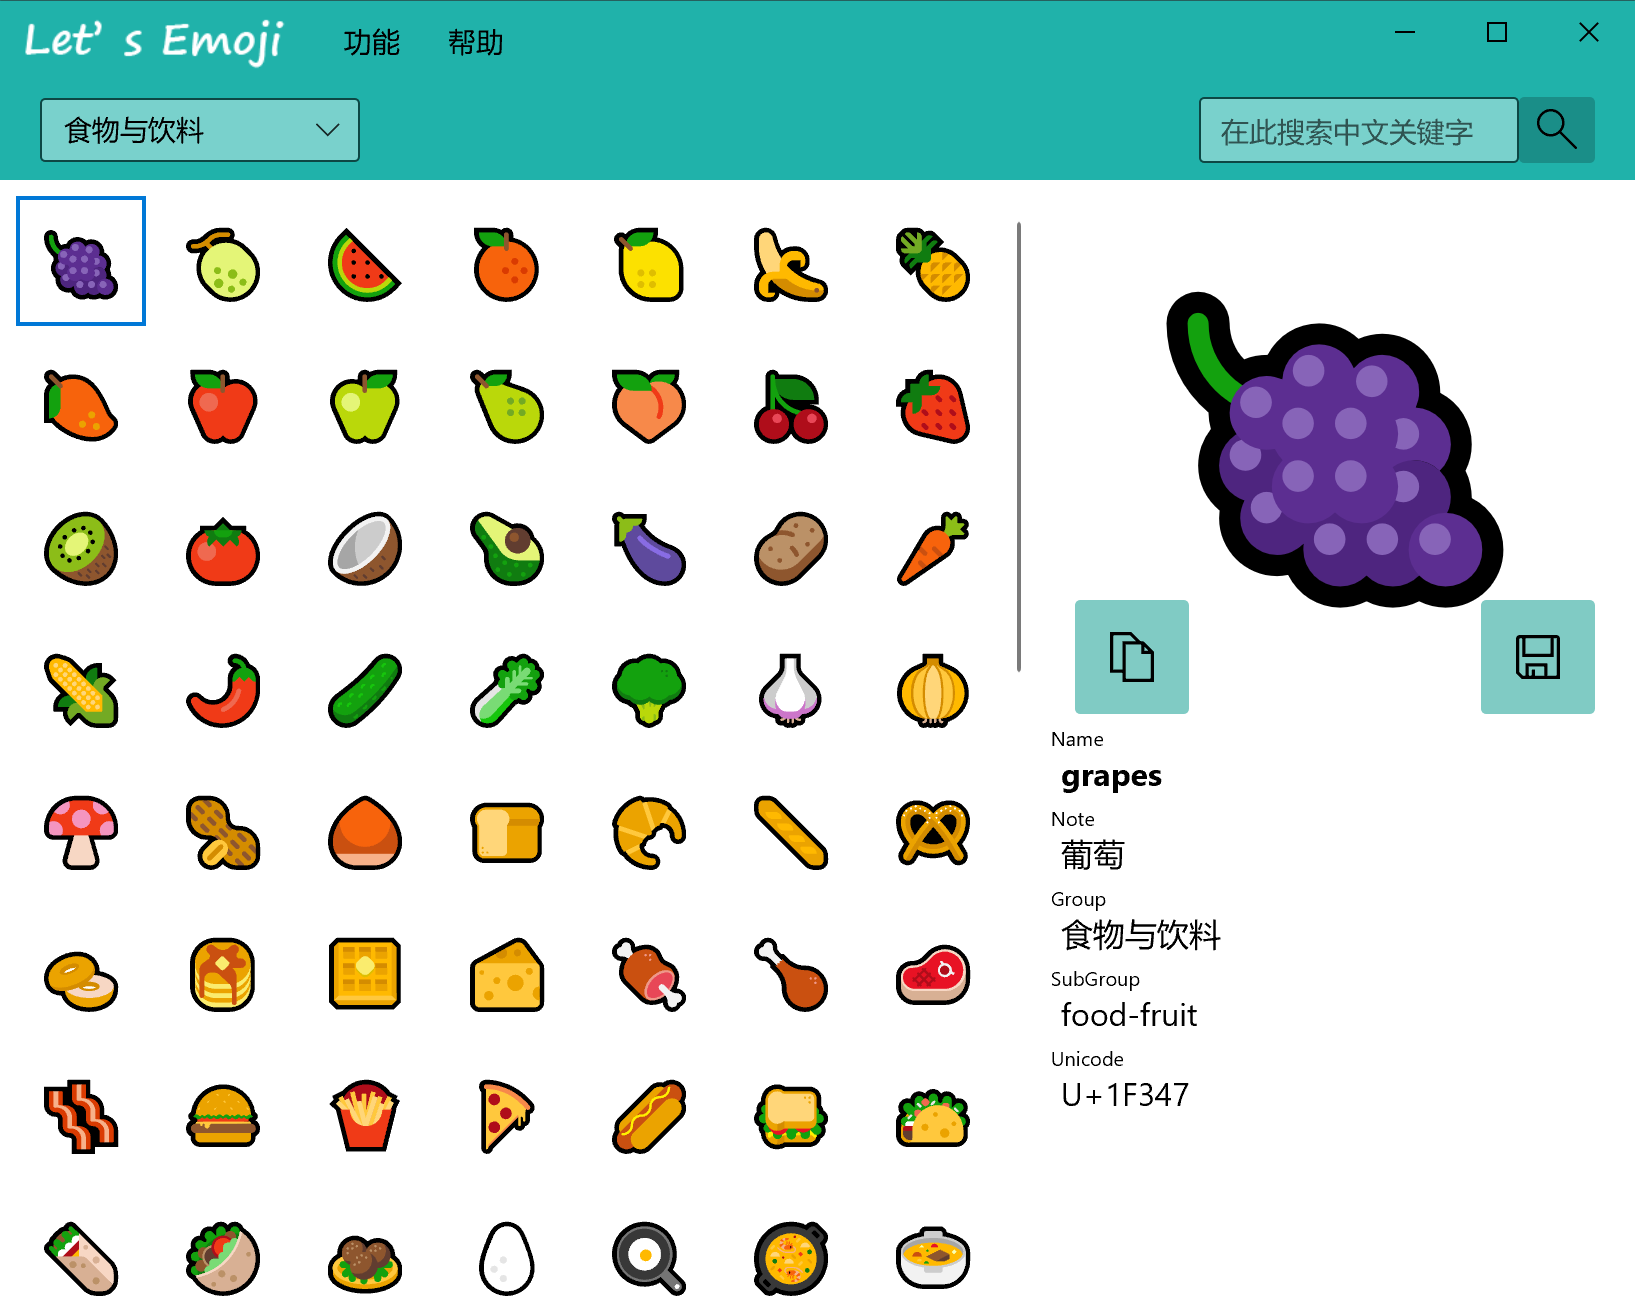 Let's Emoji
功能
帮助
食物与饮料
在此搜索中文关键字
Name
grapes
Note
葡萄
Group
食物与饮料
SubGroup
food-fruit
Unicode
U+1F347